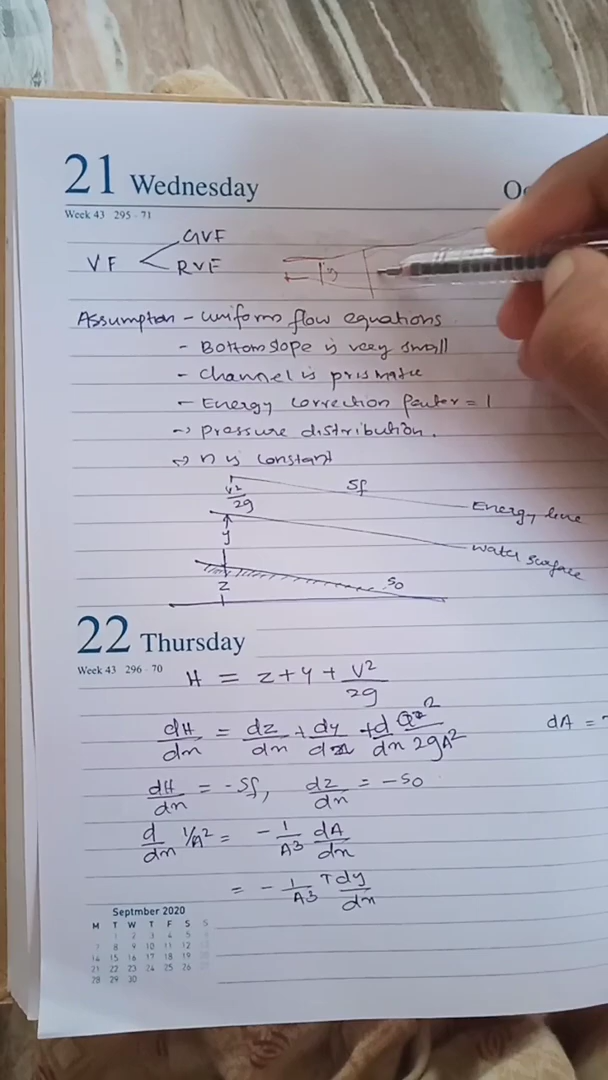 21 Wednesday
Week 43 295 - 71
VF
GVF
RVF
y
Assumption - uniform flow equations
- Bottom slope is very small
- Channel is prismatic
- Energy correction factor = 1
-> pressure distribution.
-> n is constant
V²/2g
Sf
Energy line
y
water surface
Z
So
22 Thursday
Week 43 296 - 70
H = z + y + V²/2g
dH/dx = dz/dx + dy/dx + d/dx Q²/2gA²
dA =
dH/dx = -Sf, dz/dx = -So
d/dx 1/A² = -1/A³ dA/dx
= -1/A³ T dy/dx
Septmber 2020
M T W T F S S
1 2 3 4 5
7 8 9 10 11 12
14 15 16 17 18 19
21 22 23 24 25 26
28 29 30